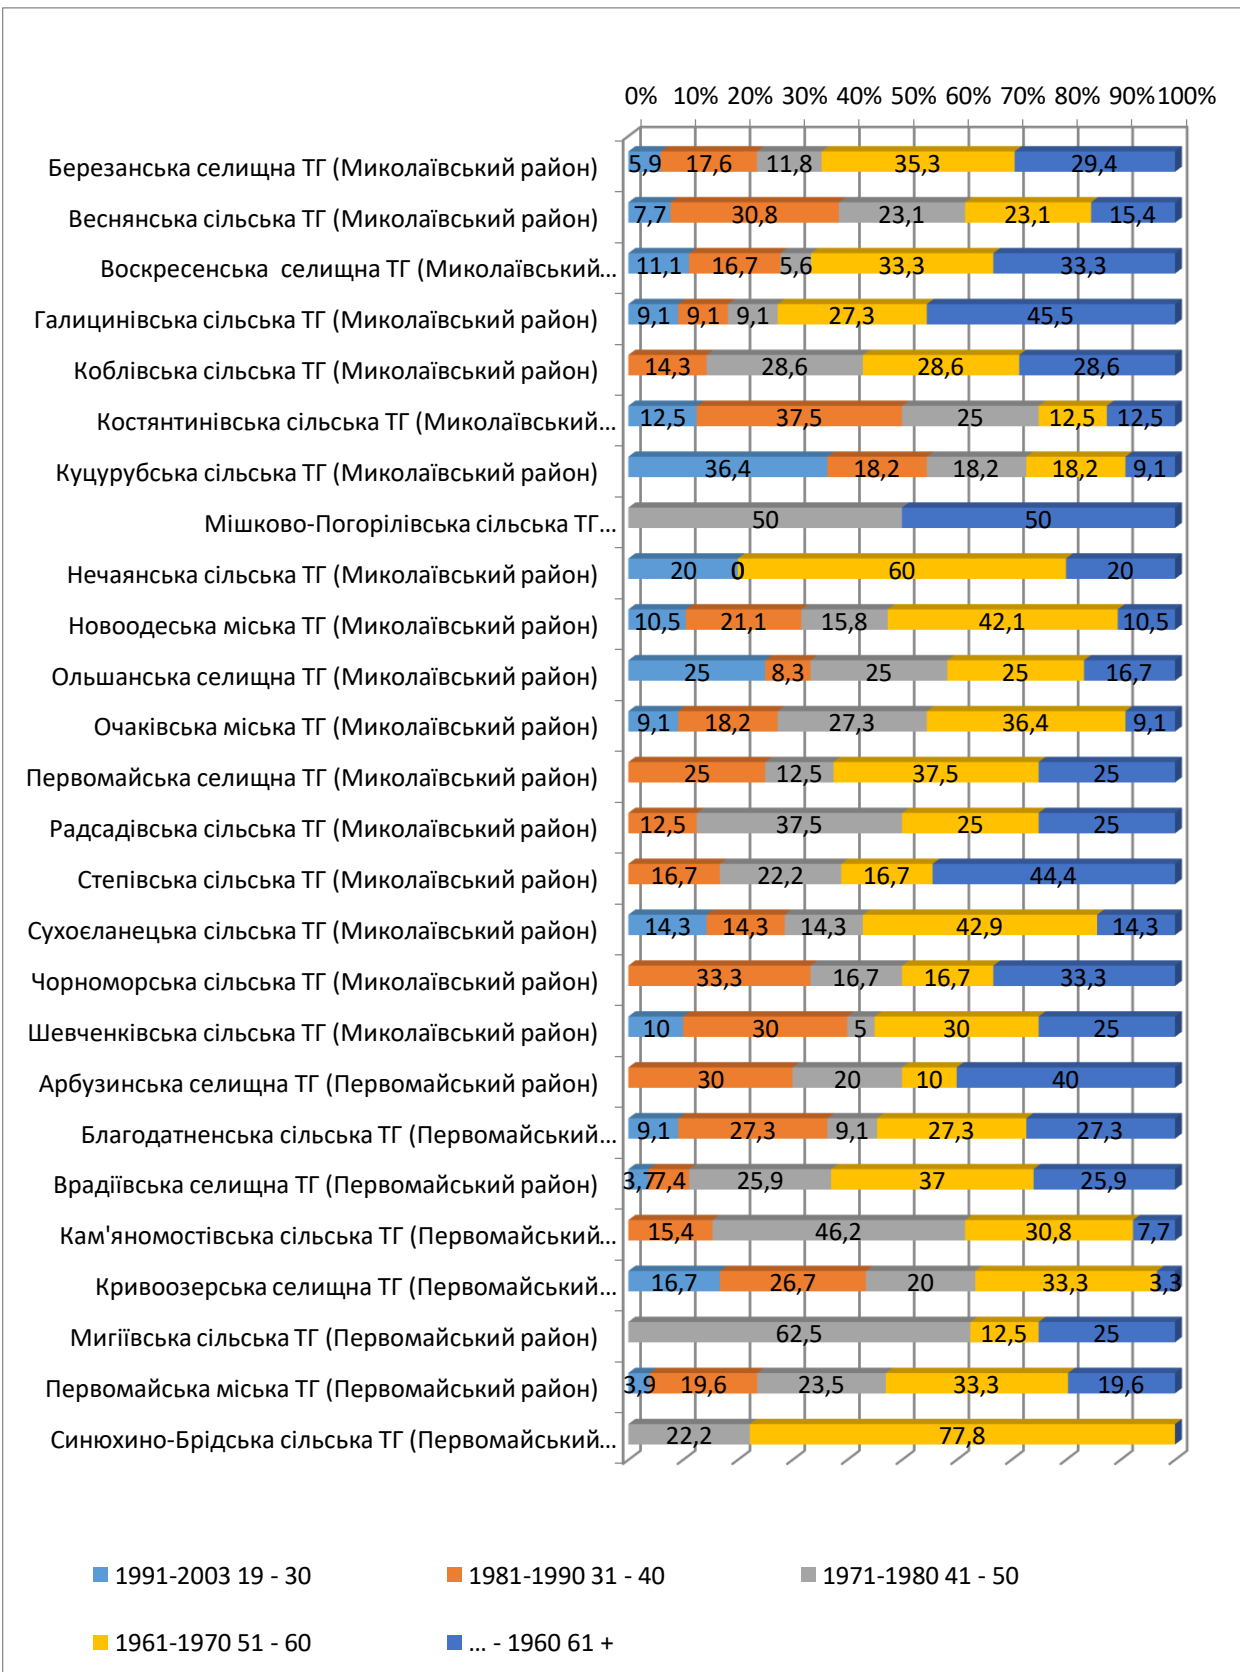 0% 10% 20% 30% 40% 50% 60% 70% 80% 90% 100%
Березанська селищна ТГ (Миколаївський район) 5,9 17,6 11,8 35,3 29,4
Веснянська сільська ТГ (Миколаївський район) 7,7 30,8 23,1 23,1 15,4
Воскресенська селищна ТГ (Миколаївський... 11,1 16,7 5,6 33,3 33,3
Галицинівська сільська ТГ (Миколаївський район) 9,1 9,1 9,1 27,3 45,5
Коблівська сільська ТГ (Миколаївський район) 14,3 28,6 28,6 28,6
Костянтинівська сільська ТГ (Миколаївський... 12,5 37,5 25 12,5 12,5
Куцурубська сільська ТГ (Миколаївський район) 36,4 18,2 18,2 18,2 9,1
Мішково-Погорілівська сільська ТГ... 50 50
Нечаянська сільська ТГ (Миколаївський район) 20 0 60 20
Новоодеська міська ТГ (Миколаївський район) 10,5 21,1 15,8 42,1 10,5
Ольшанська селищна ТГ (Миколаївський район) 25 8,3 25 25 16,7
Очаківська міська ТГ (Миколаївський район) 9,1 18,2 27,3 36,4 9,1
Первомайська селищна ТГ (Миколаївський район) 25 12,5 37,5 25
Радсадівська сільська ТГ (Миколаївський район) 12,5 37,5 25 25
Степівська сільська ТГ (Миколаївський район) 16,7 22,2 16,7 44,4
Сухоєланецька сільська ТГ (Миколаївський район) 14,3 14,3 14,3 42,9 14,3
Чорноморська сільська ТГ (Миколаївський район) 33,3 16,7 16,7 33,3
Шевченківська сільська ТГ (Миколаївський район) 10 30 5 30 25
Арбузинська селищна ТГ (Первомайський район) 30 20 10 40
Благодатненська сільська ТГ (Первомайський... 9,1 27,3 9,1 27,3 27,3
Врадіївська селищна ТГ (Первомайський район) 3,7 7,4 25,9 37 25,9
Кам'яномостівська сільська ТГ (Первомайський... 15,4 46,2 30,8 7,7
Кривоозерська селищна ТГ (Первомайський... 16,7 26,7 20 33,3 3,3
Мигіївська сільська ТГ (Первомайський район) 62,5 12,5 25
Первомайська міська ТГ (Первомайський район) 3,9 19,6 23,5 33,3 19,6
Синюхино-Брідська сільська ТГ (Первомайський... 22,2 77,8
1991-2003 19 - 30 1981-1990 31 - 40 1971-1980 41 - 50
1961-1970 51 - 60 ... - 1960 61 +